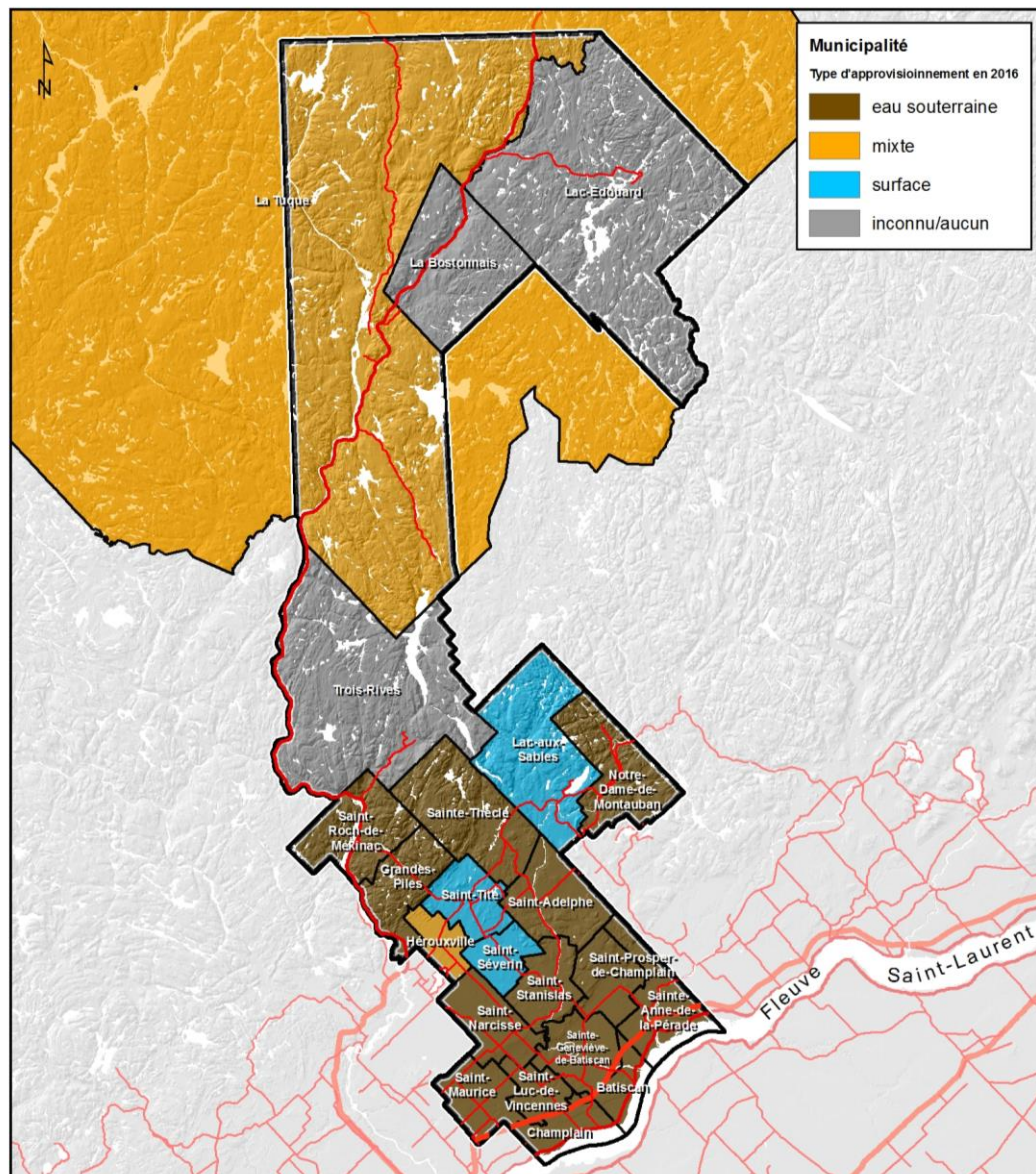 Municipalité
Type d'approvisioinnement en 2016
eau souterraine
mixte
surface
inconnu/aucun
N
La Tuque
Lac-Edouard
La Bostonnais
Trois-Rives
Lac-aux-
Sables
Notre-
Dame-de-
Montauban
Saint-
Roch-de-
Mékinac
Sainte-Thècle
Grandes-
Piles
Saint-Tite
Saint-Adelphe
Hérouxville
Saint-
Séverin
Saint-Prosper-
de-Champlain
Saint-
Stanislas
Sainte-
Anne-de-
la-Pérade
Saint-
Narcisse
Sainte-
Geneviève-
de-Batiscan
Saint-
Maurice
Saint-
Luc-de-
Vincennes
Batiscan
Champlain
Fleuve
Saint-Laurent